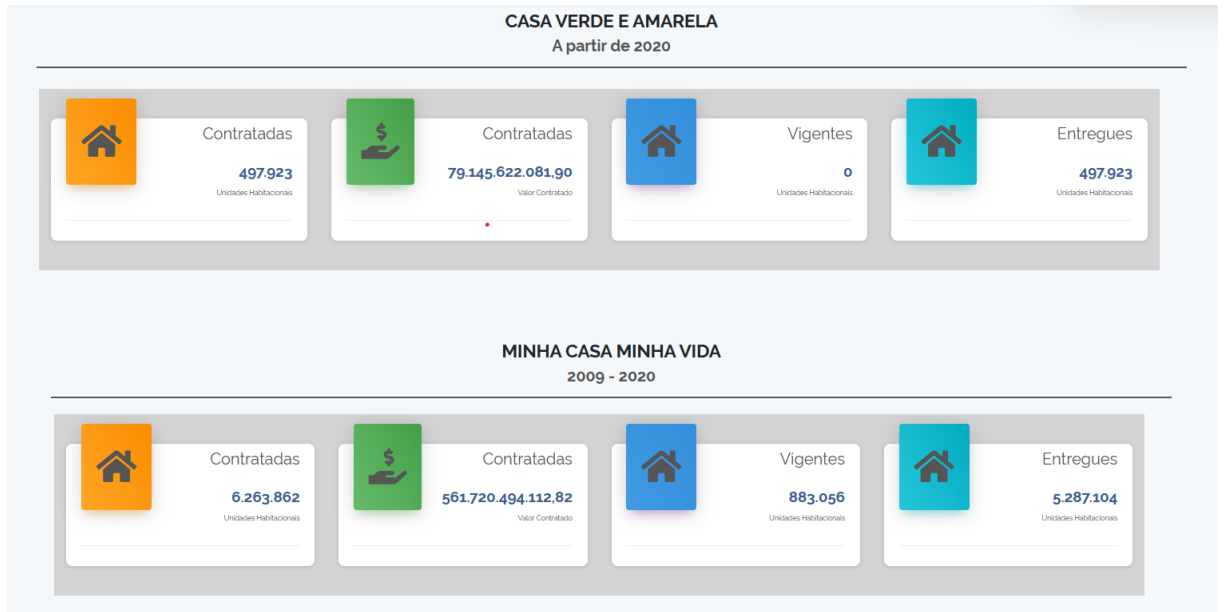 CASA VERDE E AMARELA
A partir de 2020
Contratadas
497.923
Unidades Habitacionais
$
Contratadas
79.145.622.081,90
Valor Contratado
Vigentes
0
Unidades Habitacionais
Entregues
497.923
Unidades Habitacionais
MINHA CASA MINHA VIDA
2009 - 2020
Contratadas
6.263.862
Unidades Habitacionais
$
Contratadas
561.720.494.112,82
Valor Contratado
Vigentes
883.056
Unidades Habitacionais
Entregues
5.287.104
Unidades Habitacionais